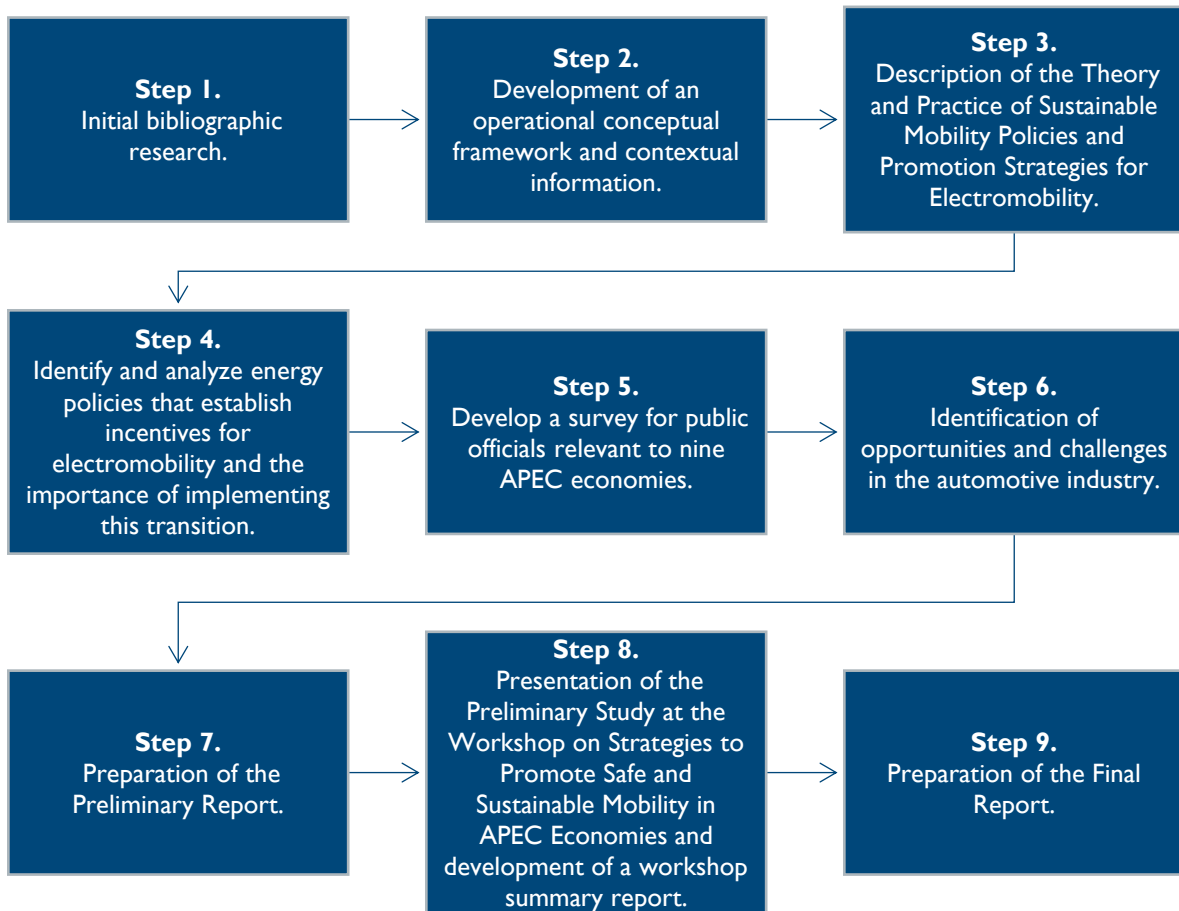 Step 1.
Initial bibliographic
research.
Step 2.
Development of an
operational conceptual
framework and contextual
information.
Step 3.
Description of the Theory
and Practice of Sustainable
Mobility Policies and
Promotion Strategies for
Electromobility.
Step 4.
Identify and analyze energy
policies that establish
incentives for
electromobility and the
importance of implementing
this transition.
Step 5.
Develop a survey for public
officials relevant to nine
APEC economies.
Step 6.
Identification of
opportunities and challenges
in the automotive industry.
Step 7.
Preparation of the
Preliminary Report.
Step 8.
Presentation of the
Preliminary Study at the
Workshop on Strategies to
Promote Safe and
Sustainable Mobility in
APEC Economies and
development of a workshop
summary report.
Step 9.
Preparation of the Final
Report.